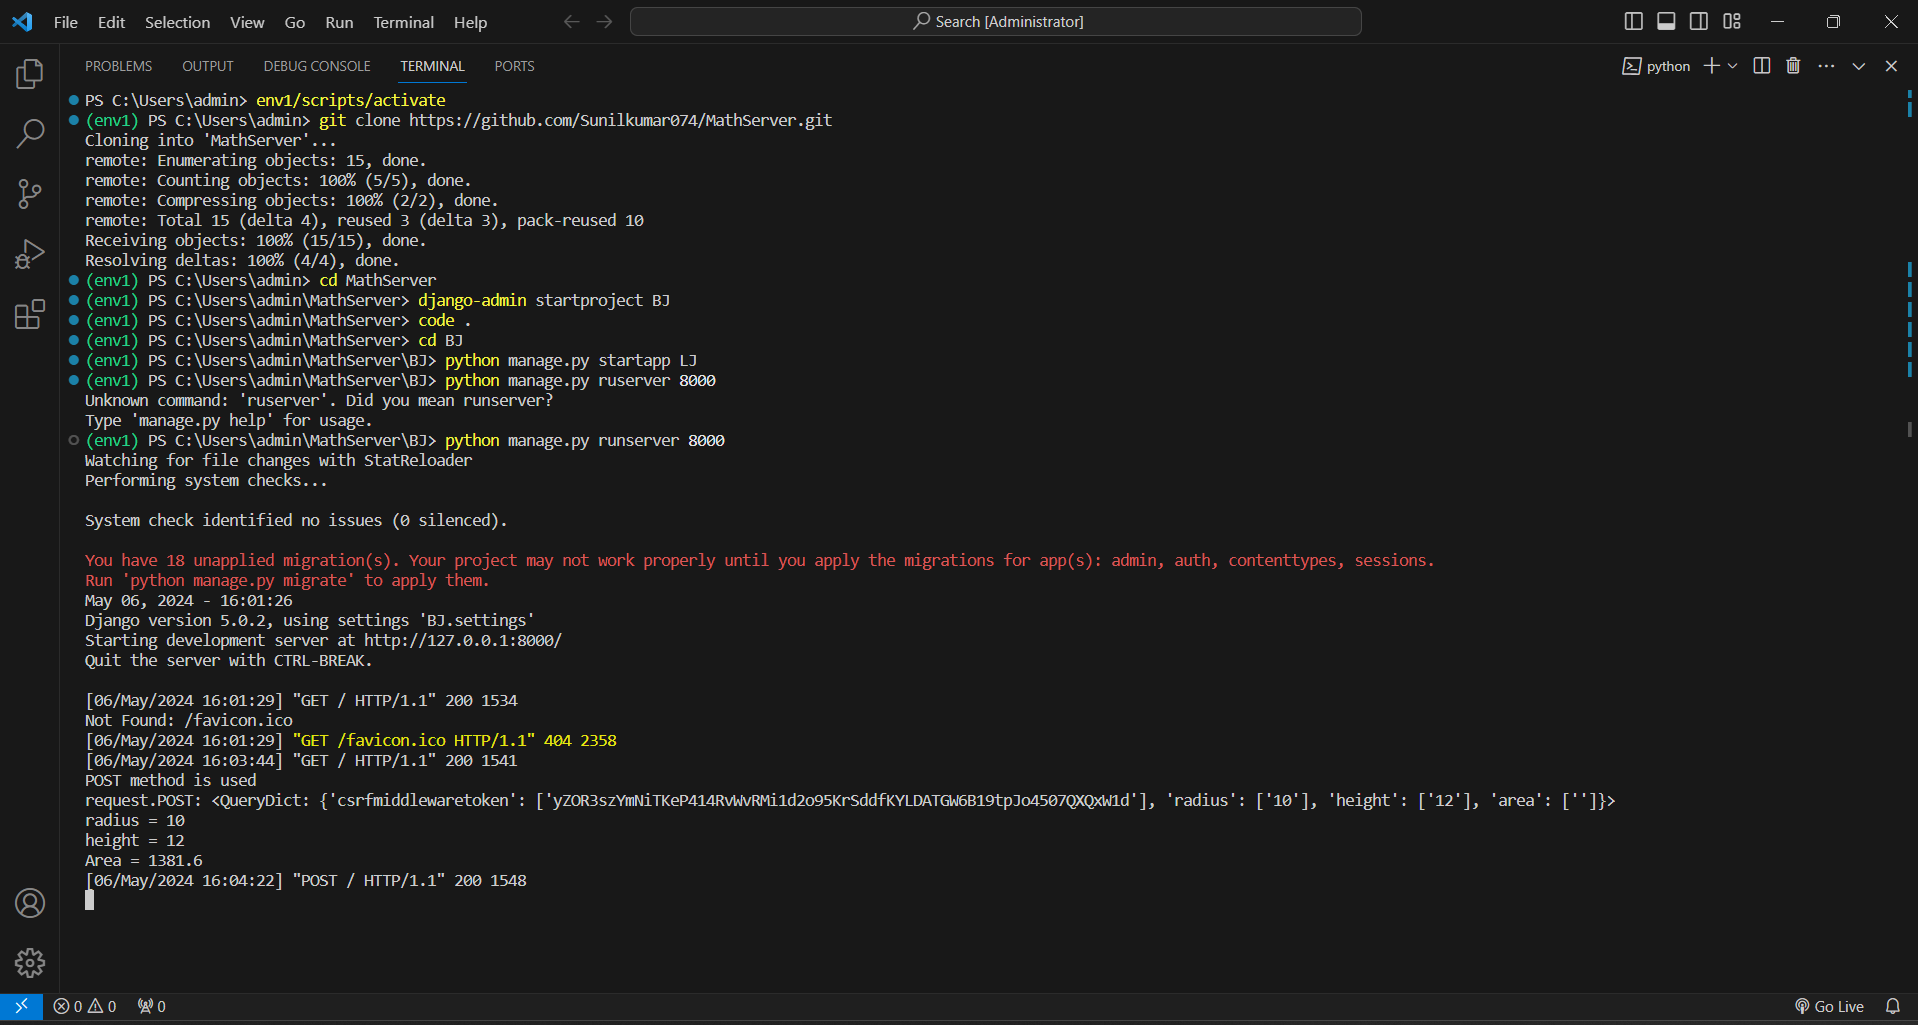 File Edit Selection View Go Run Terminal Help Search [Administrator]
PROBLEMS OUTPUT DEBUG CONSOLE TERMINAL PORTS python
PS C:\Users\admin> env1/scripts/activate
(env1) PS C:\Users\admin> git clone https://github.com/Sunilkumar074/MathServer.git
Cloning into 'MathServer'...
remote: Enumerating objects: 15, done.
remote: Counting objects: 100% (5/5), done.
remote: Compressing objects: 100% (2/2), done.
remote: Total 15 (delta 4), reused 3 (delta 3), pack-reused 10
Receiving objects: 100% (15/15), done.
Resolving deltas: 100% (4/4), done.
(env1) PS C:\Users\admin> cd MathServer
(env1) PS C:\Users\admin\MathServer> django-admin startproject BJ
(env1) PS C:\Users\admin\MathServer> code .
(env1) PS C:\Users\admin\MathServer> cd BJ
(env1) PS C:\Users\admin\MathServer\BJ> python manage.py startapp LJ
(env1) PS C:\Users\admin\MathServer\BJ> python manage.py ruserver 8000
Unknown command: 'ruserver'. Did you mean runserver?
Type 'manage.py help' for usage.
(env1) PS C:\Users\admin\MathServer\BJ> python manage.py runserver 8000
Watching for file changes with StatReloader
Performing system checks...
System check identified no issues (0 silenced).
You have 18 unapplied migration(s). Your project may not work properly until you apply the migrations for app(s): admin, auth, contenttypes, sessions.
Run 'python manage.py migrate' to apply them.
May 06, 2024 - 16:01:26
Django version 5.0.2, using settings 'BJ.settings'
Starting development server at http://127.0.0.1:8000/
Quit the server with CTRL-BREAK.
[06/May/2024 16:01:29] "GET / HTTP/1.1" 200 1534
Not Found: /favicon.ico
[06/May/2024 16:01:29] "GET /favicon.ico HTTP/1.1" 404 2358
[06/May/2024 16:03:44] "GET / HTTP/1.1" 200 1541
POST method is used
request.POST: <QueryDict: {'csrfmiddlewaretoken': ['yZOR3szYmNiTKeP414RvWvRMi1d2o95KrSddfKYLDATGW6B19tpJo4507QXQxW1d'], 'radius': ['10'], 'height': ['12'], 'area': ['']}>
radius = 10
height = 12
Area = 1381.6
[06/May/2024 16:04:22] "POST / HTTP/1.1" 200 1548
0 0 0 Go Live